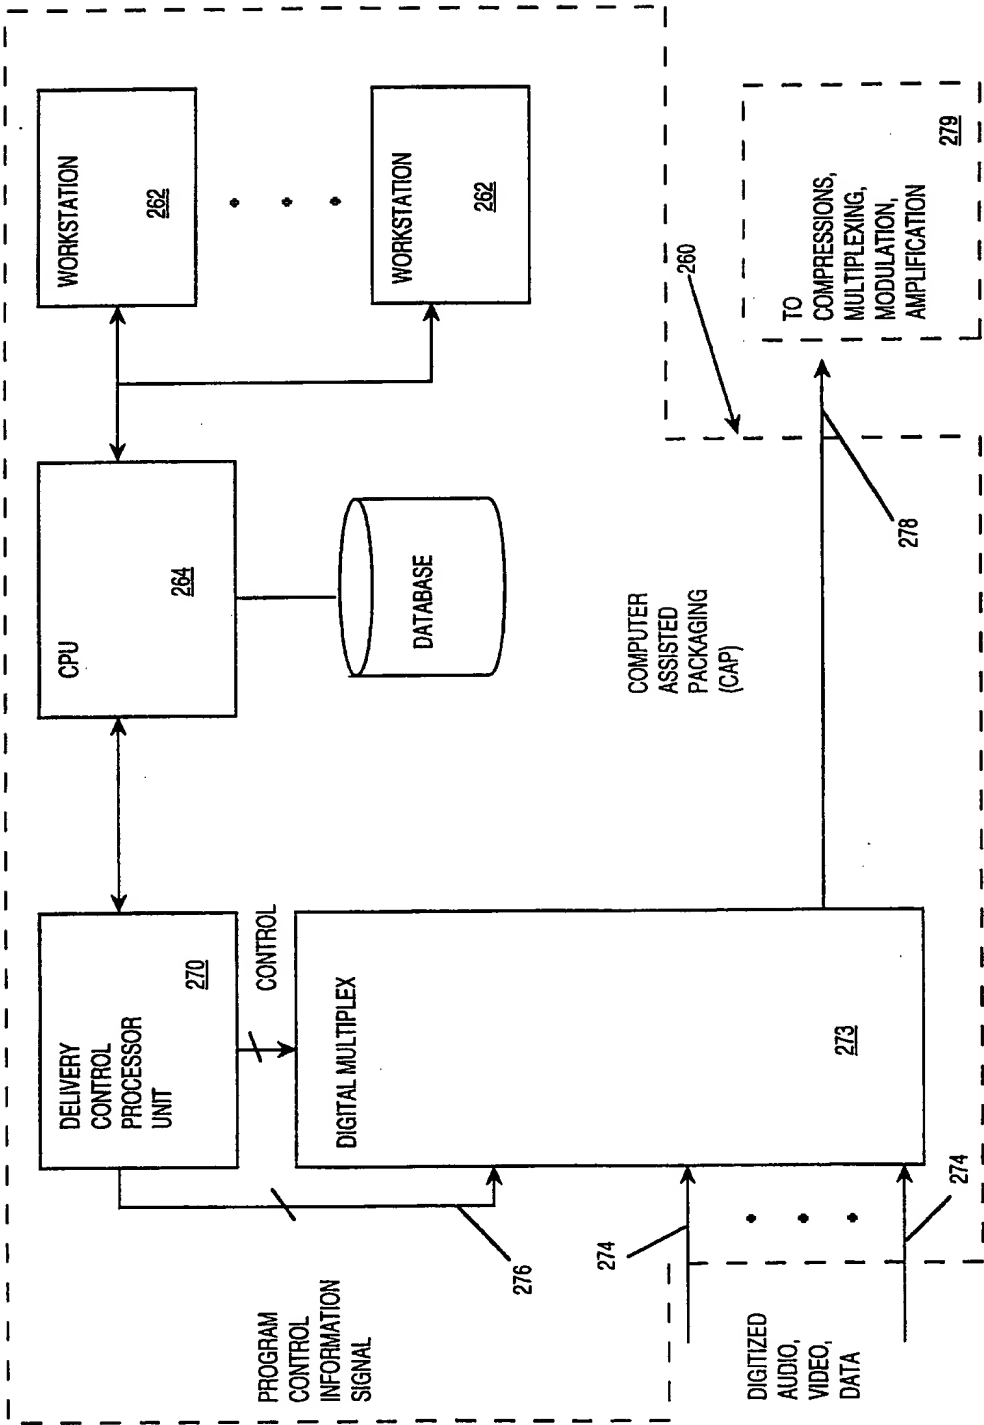 DELIVERY
CONTROL
PROCESSOR
UNIT
270
CPU
264
WORKSTATION
262
WORKSTATION
262
DATABASE
CONTROL
PROGRAM
CONTROL
INFORMATION
SIGNAL
276
DIGITAL MULTIPLEX
273
COMPUTER
ASSISTED
PACKAGING
(CAP)
260
274
DIGITIZED
AUDIO,
VIDEO,
DATA
274
278
TO
COMPRESSIONS,
MULTIPLEXING,
MODULATION,
AMPLIFICATION
279